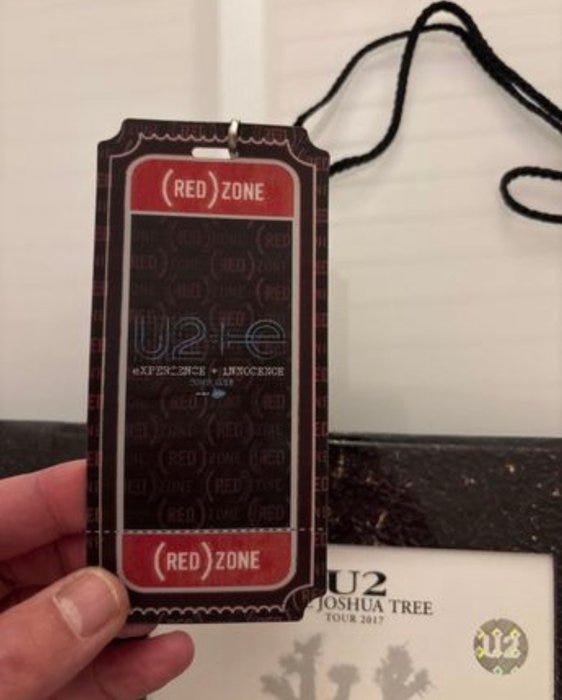 (RED) ZONE
U2 i+e
eXPERiENCE + iNNOCENCE
(RED) ZONE
U2
JOSHUA TREE
TOUR 2017
U2